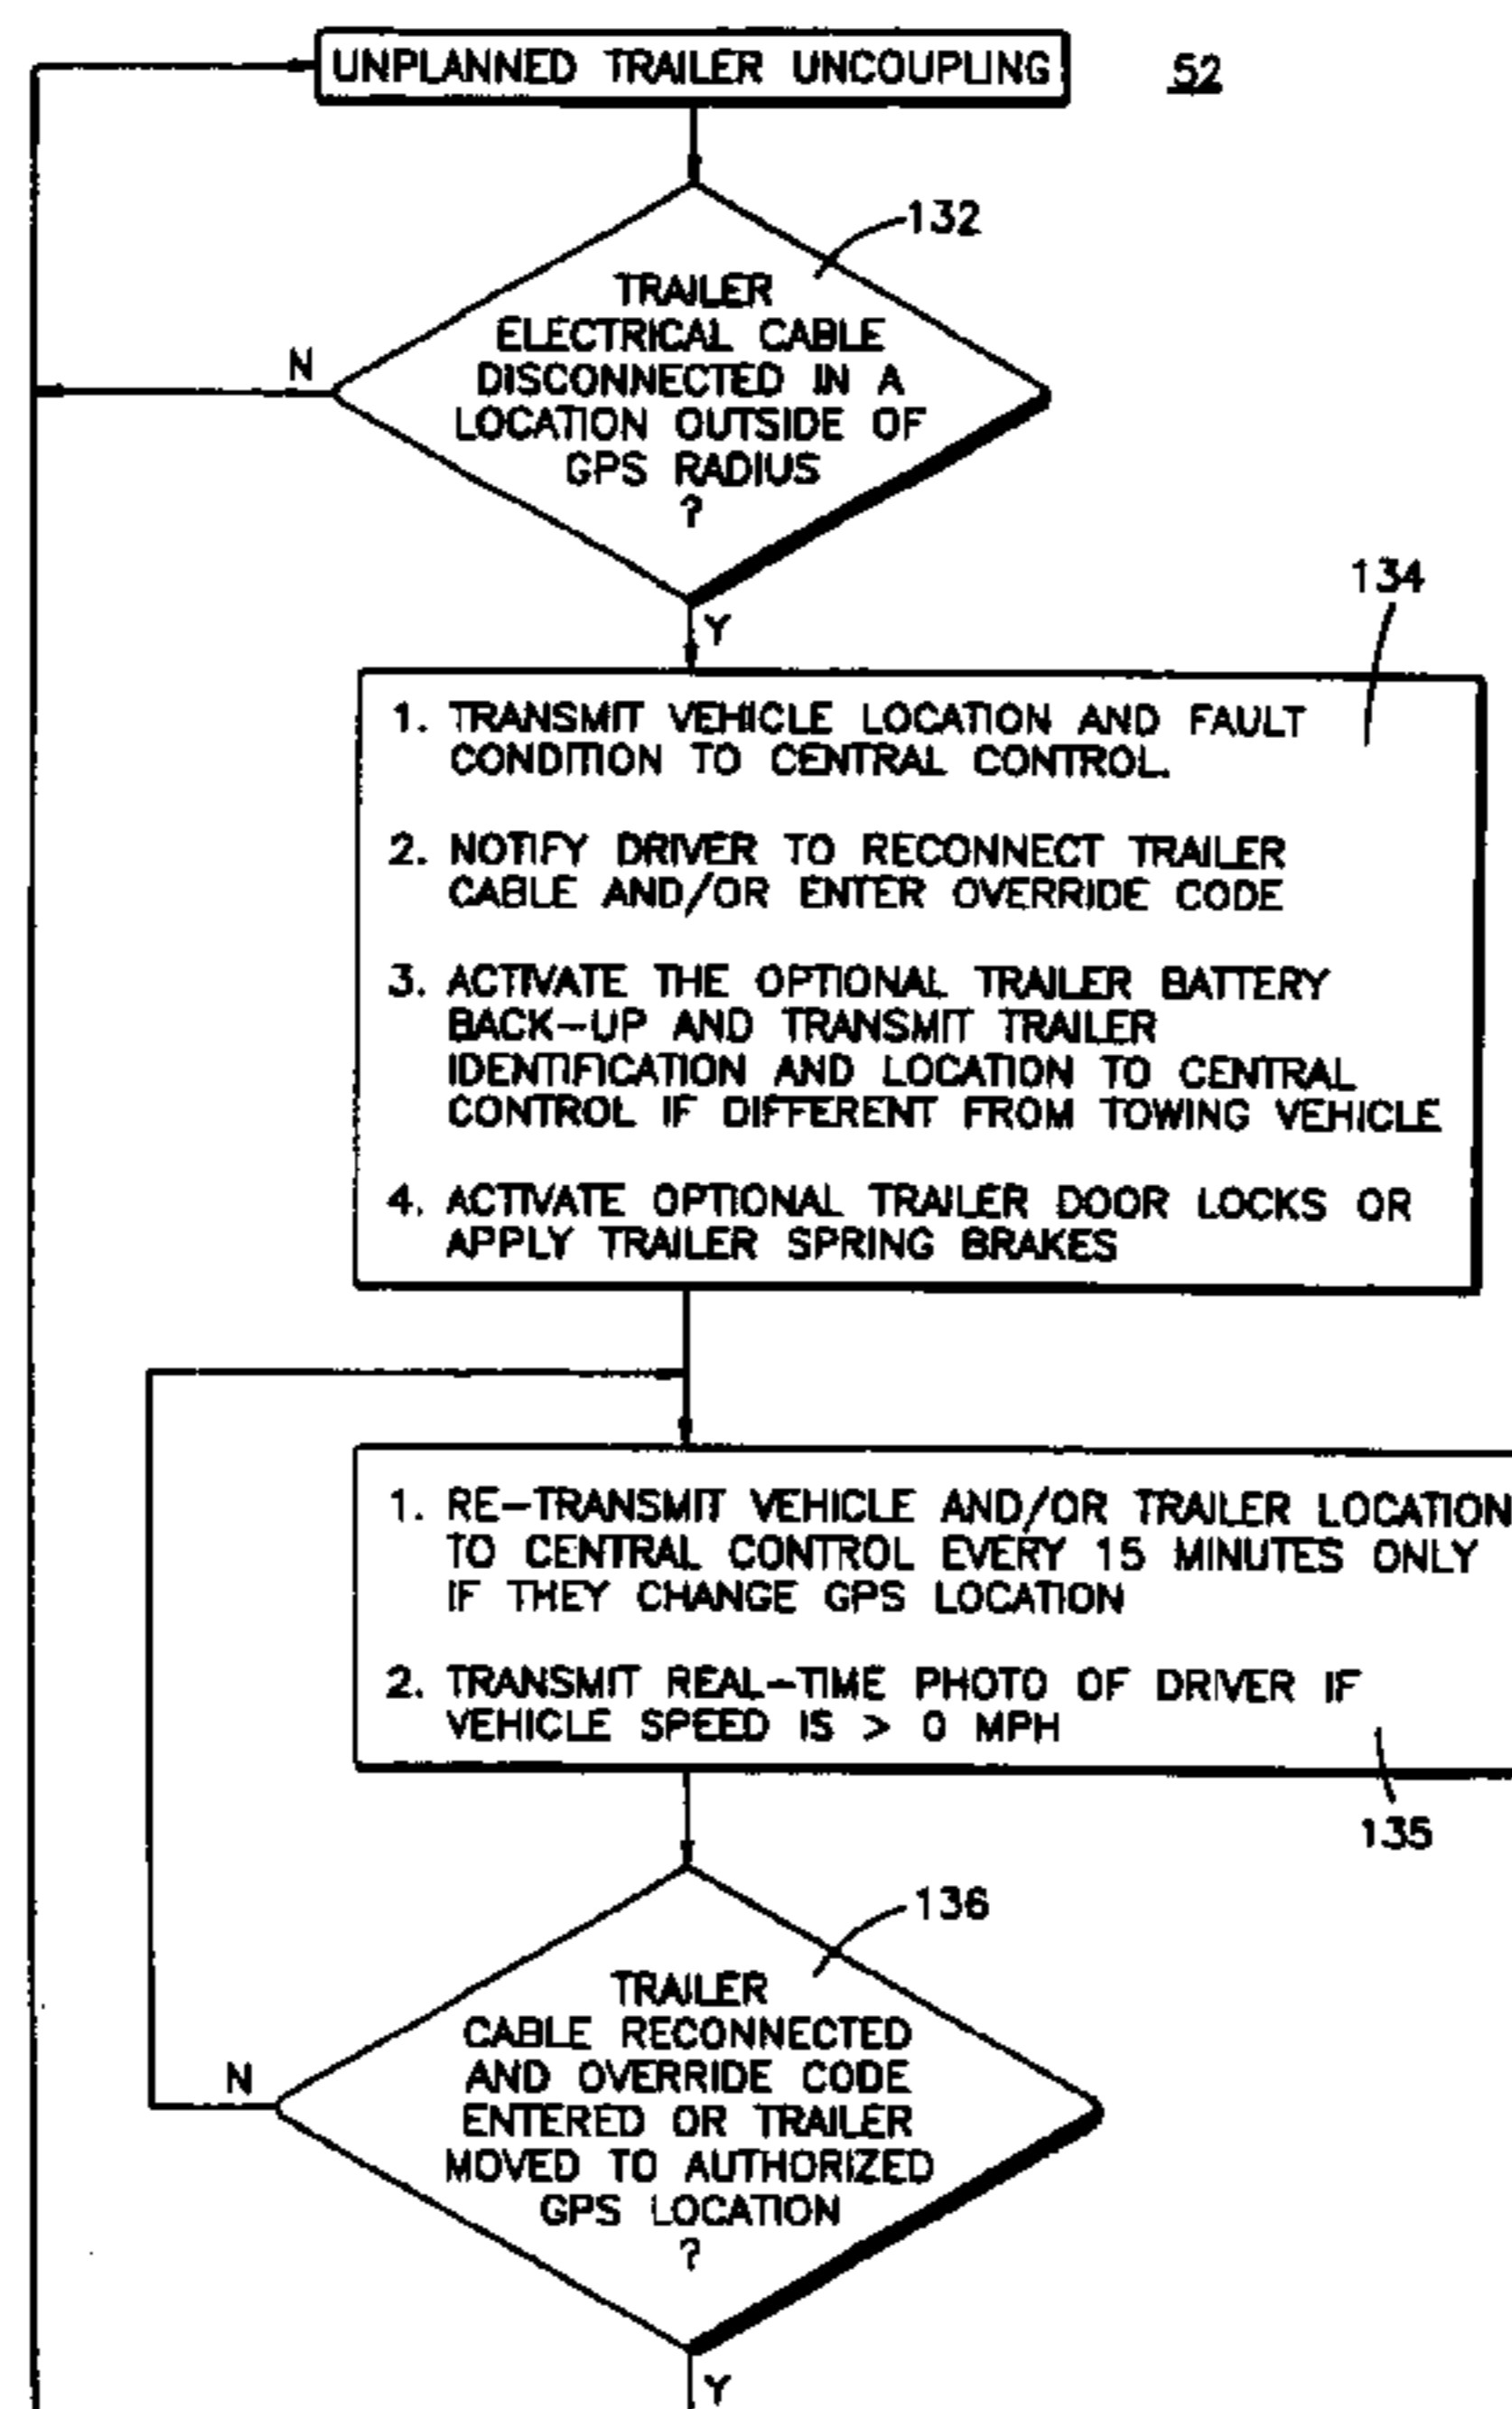 UNPLANNED TRAILER UNCOUPLING
52
132
TRAILER
ELECTRICAL CABLE
DISCONNECTED IN A
LOCATION OUTSIDE OF
GPS RADIUS
?
N
Y
134
1. TRANSMIT VEHICLE LOCATION AND FAULT
CONDITION TO CENTRAL CONTROL.
2. NOTIFY DRIVER TO RECONNECT TRAILER
CABLE AND/OR ENTER OVERRIDE CODE
3. ACTIVATE THE OPTIONAL TRAILER BATTERY
BACK-UP AND TRANSMIT TRAILER
IDENTIFICATION AND LOCATION TO CENTRAL
CONTROL IF DIFFERENT FROM TOWING VEHICLE
4. ACTIVATE OPTIONAL TRAILER DOOR LOCKS OR
APPLY TRAILER SPRING BRAKES
1. RE-TRANSMIT VEHICLE AND/OR TRAILER LOCATION
TO CENTRAL CONTROL EVERY 15 MINUTES ONLY
IF THEY CHANGE GPS LOCATION
2. TRANSMIT REAL-TIME PHOTO OF DRIVER IF
VEHICLE SPEED IS > 0 MPH
135
136
TRAILER
CABLE RECONNECTED
AND OVERRIDE CODE
ENTERED OR TRAILER
MOVED TO AUTHORIZED
GPS LOCATION
?
N
Y